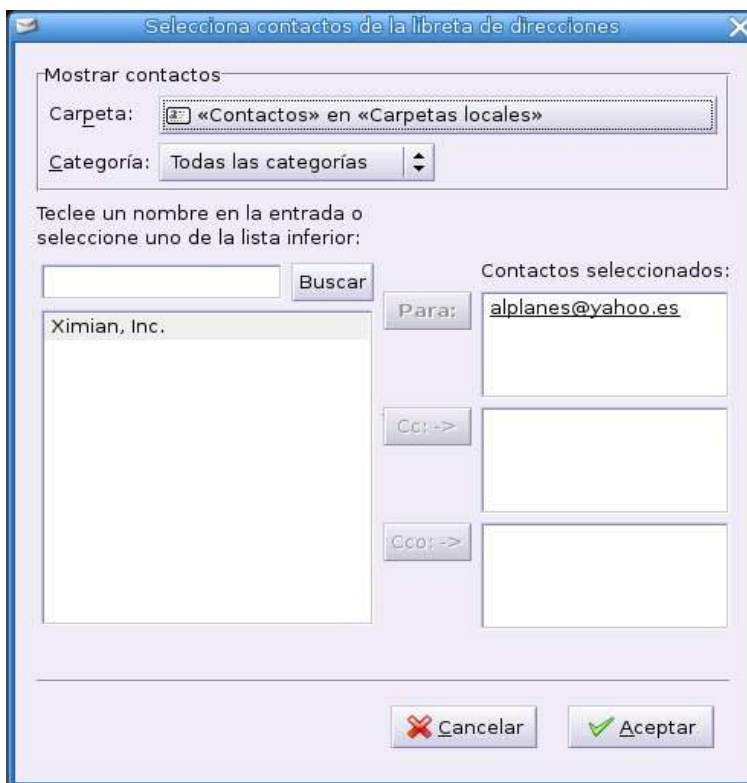 Selecciona contactos de la libreta de direcciones
Mostrar contactos
Carpeta: «Contactos» en «Carpetas locales»
Categoría: Todas las categorías
Teclee un nombre en la entrada o
seleccione uno de la lista inferior:
Buscar
Contactos seleccionados:
Ximian, Inc.
Para:
alplanes@yahoo.es
Cc: ->
Cco: ->
Cancelar
Aceptar